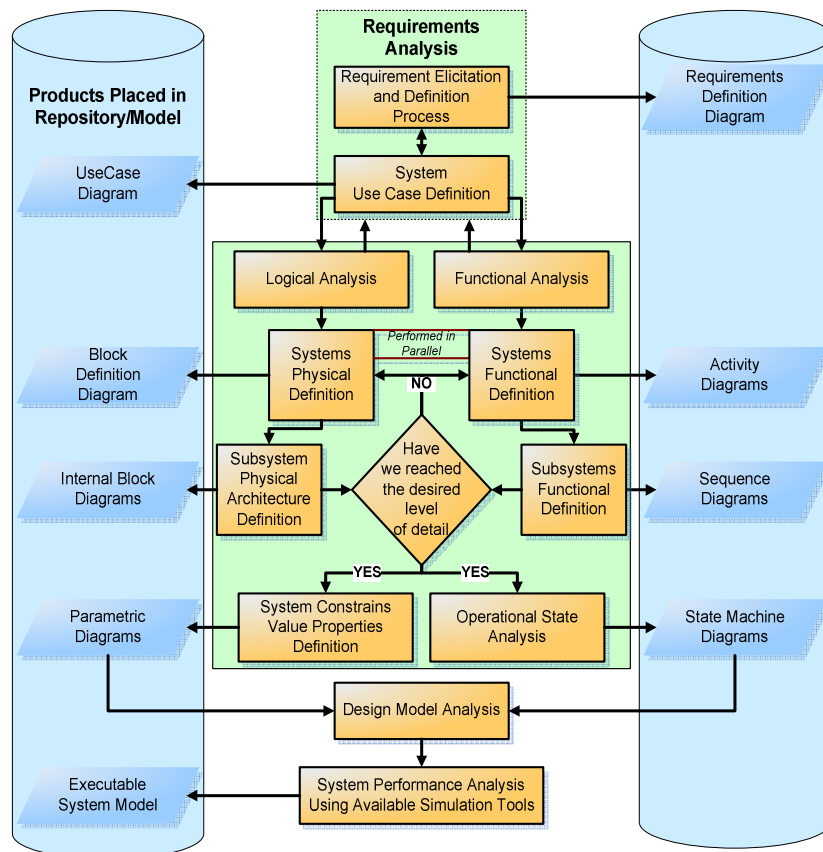 Requirements
Analysis
Products Placed in
Repository/Model
Requirement Elicitation
and Definition
Process
Requirements
Definition
Diagram
UseCase
Diagram
System
Use Case Definition
Logical Analysis
Functional Analysis
Performed in
Parallel
Block
Definition
Diagram
Systems
Physical
Definition
Systems
Functional
Definition
Activity
Diagrams
NO
Internal Block
Diagrams
Subsystem
Physical
Architecture
Definition
Have
we reached
the desired
level
of detail
Subsystems
Functional
Definition
Sequence
Diagrams
YES
YES
Parametric
Diagrams
System Constrains
Value Properties
Definition
Operational State
Analysis
State Machine
Diagrams
Design Model Analysis
Executable
System Model
System Performance Analysis
Using Available Simulation Tools